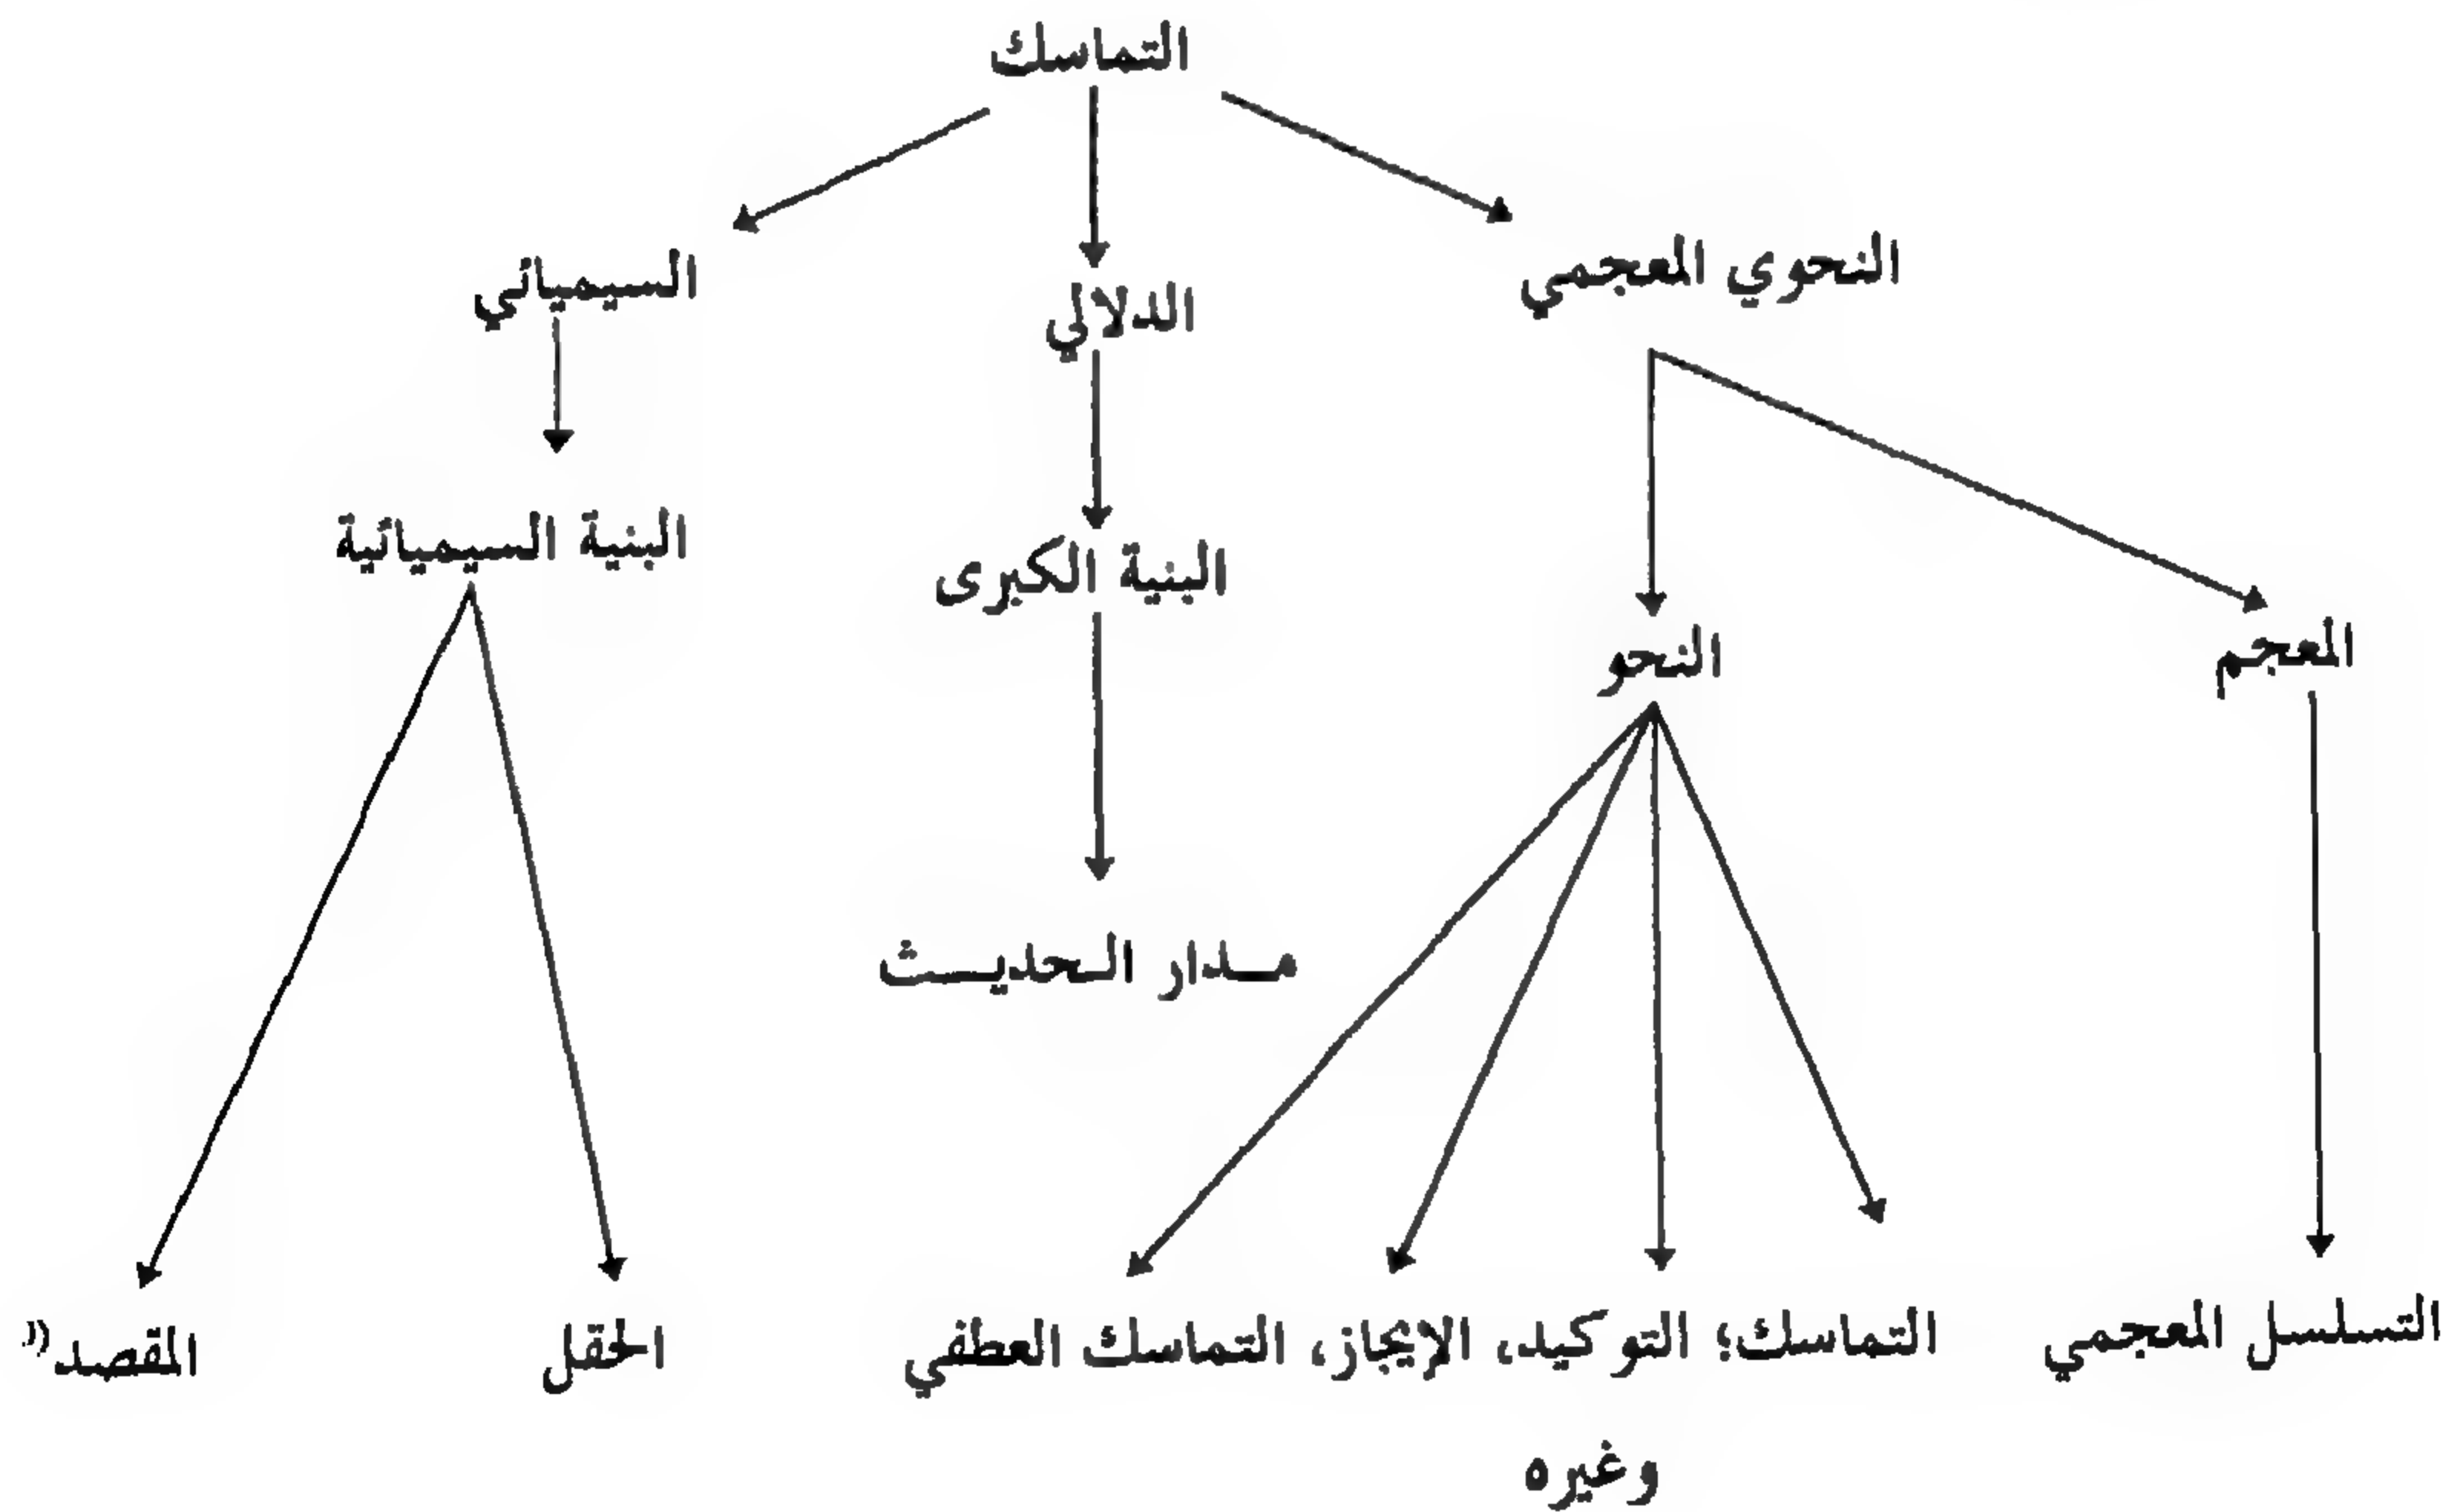 التماسك
النحوي المعجمي
الدلالي
السيميائي
البنية الكبرى
البنية السيميائية
المعجم
النحو
مدار الحديث
التسلسل المعجمي
التماسك؛ التوكيد، الإيجاز، التماسك العطفي
وغيره
الحقل
المقصد